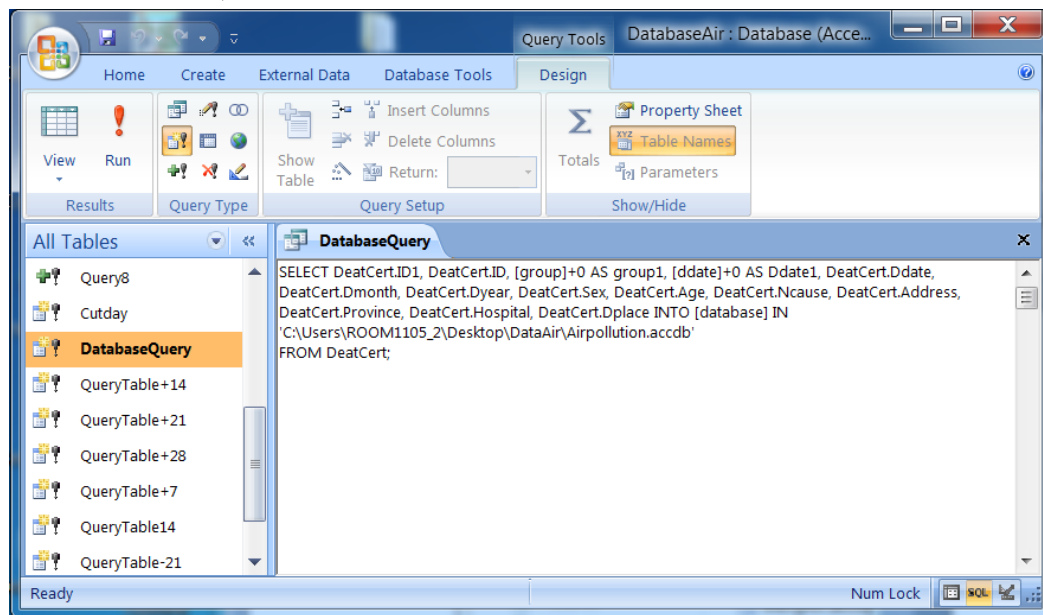 Query Tools DatabaseAir : Database (Acce...
Home Create External Data Database Tools Design
View
Run
Results
Query Type
Show Table
Insert Columns
Delete Columns
Return:
Query Setup
Σ
Totals
Property Sheet
XYZ Table Names
[?] Parameters
Show/Hide
All Tables «
Query8
Cutday
DatabaseQuery
QueryTable+14
QueryTable+21
QueryTable+28
QueryTable+7
QueryTable14
QueryTable-21
DatabaseQuery
SELECT DeatCert.ID1, DeatCert.ID, [group]+0 AS group1, [ddate]+0 AS Ddate1, DeatCert.Ddate,
DeatCert.Dmonth, DeatCert.Dyear, DeatCert.Sex, DeatCert.Age, DeatCert.Ncause, DeatCert.Address,
DeatCert.Province, DeatCert.Hospital, DeatCert.Dplace INTO [database] IN
'C:\Users\ROOM1105_2\Desktop\DataAir\Airpollution.accdb'
FROM DeatCert;
Ready
Num Lock
SQL